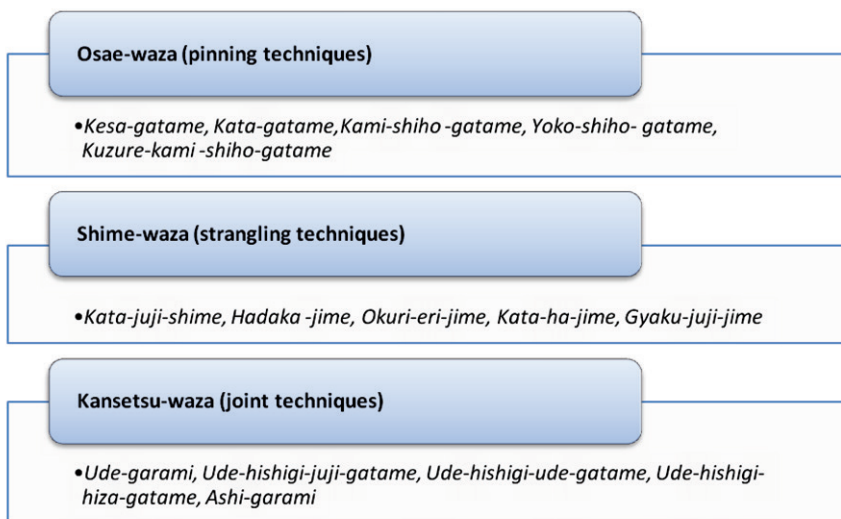 Osae-waza (pinning techniques)
•Kesa-gatame, Kata-gatame,Kami-shiho -gatame, Yoko-shiho- gatame,
Kuzure-kami -shiho-gatame
Shime-waza (strangling techniques)
•Kata-juji-shime, Hadaka -jime, Okuri-eri-jime, Kata-ha-jime, Gyaku-juji-jime
Kansetsu-waza (joint techniques)
•Ude-garami, Ude-hishigi-juji-gatame, Ude-hishigi-ude-gatame, Ude-hishigi-
hiza-gatame, Ashi-garami